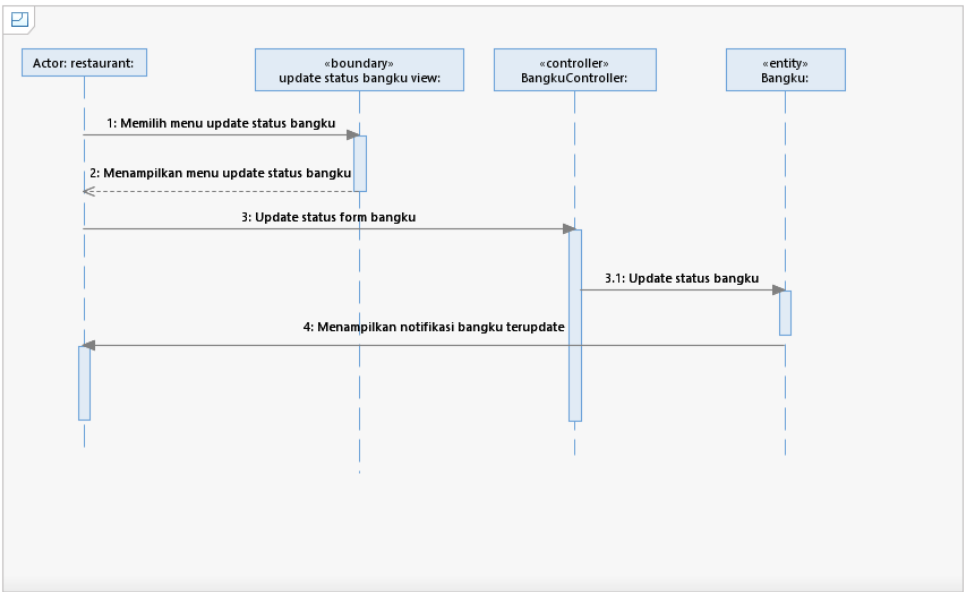 Actor: restaurant:
«boundary»
update status bangku view:
«controller»
BangkuController:
«entity»
Bangku:
1: Memilih menu update status bangku
2: Menampilkan menu update status bangku
3: Update status form bangku
3.1: Update status bangku
4: Menampilkan notifikasi bangku terupdate